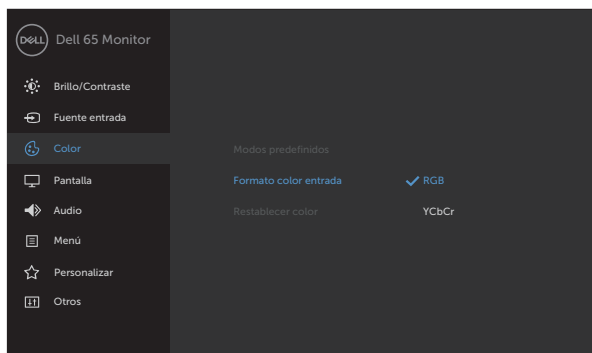 DELL Dell 65 Monitor
Brillo/Contraste
Fuente entrada
Color
Modos predefinidos
Pantalla
Formato color entrada RGB
Audio
Restablecer color YCbCr
Menú
Personalizar
Otros